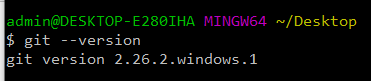 admin@DESKTOP-E280IHA MINGW64 ~/Desktop
$ git --version
git version 2.26.2.windows.1